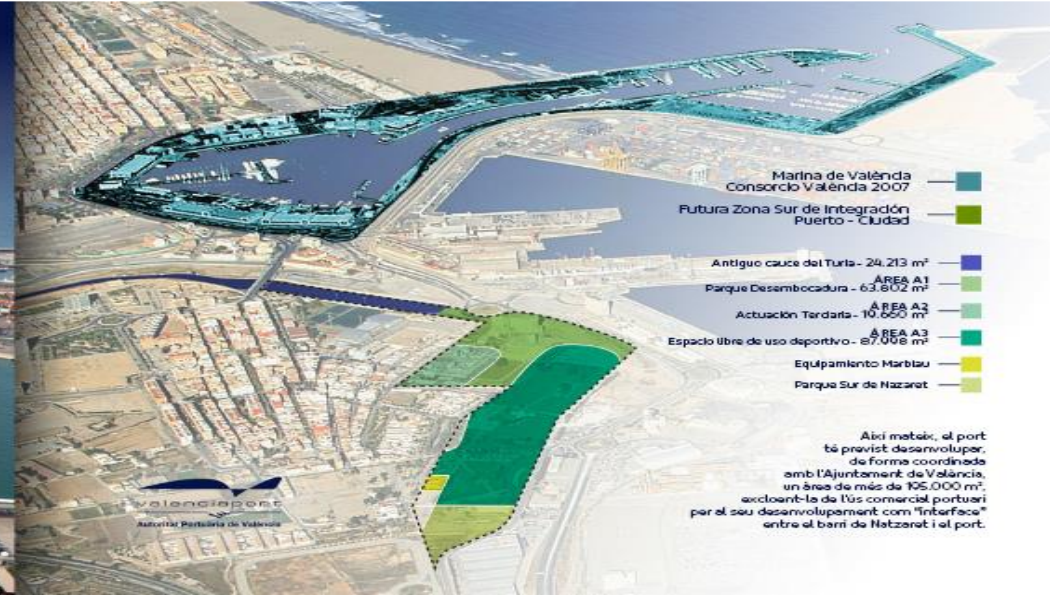 Marina de València
Consorcio València 2007
Futura Zona Sur de Integración
Puerto - Ciudad
Antiguo cauce del Turia - 24.213 m²
ÁREA A1
Parque Desembocadura - 63.802 m²
ÁREA A2
Actuación Terciaria - 19.660 m²
ÁREA A3
Espacio libre de uso deportivo - 87.998 m²
Equipamiento Marblau
Parque Sur de Nazaret
Així mateix, el port
té previst desenvolupar,
de forma coordinada
amb l'Ajuntament de València,
un àrea de més de 195.000 m²,
excloent-la de l'ús comercial portuari
per al seu desenvolupament com "interface"
entre el barri de Natzaret i el port.
valenciaport
Autoritat Portuària de València